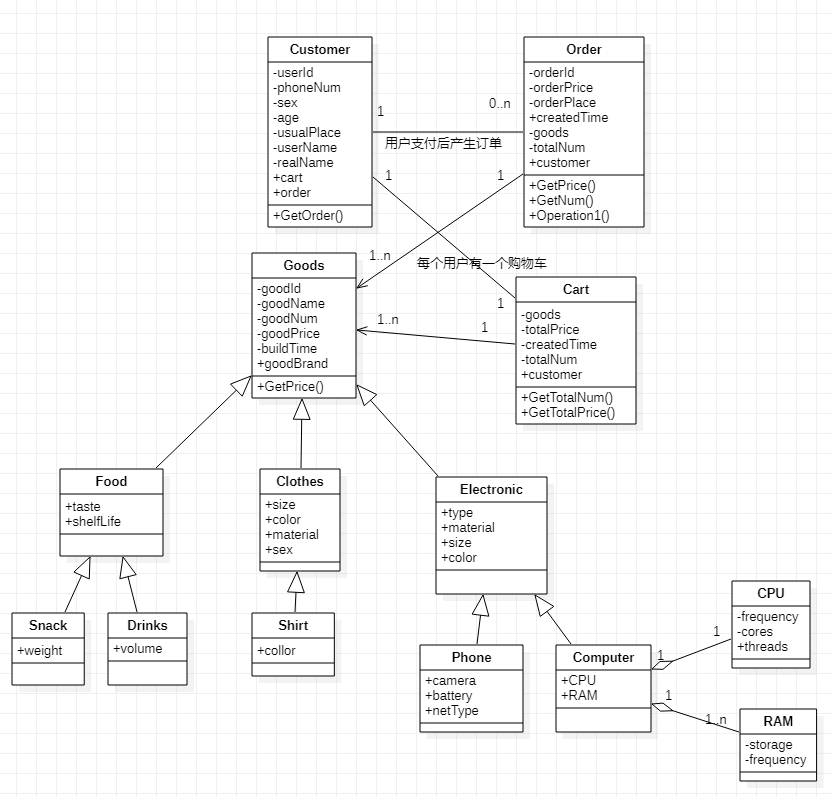 Customer
-userId
-phoneNum
-sex
-age
-usualPlace
-userName
-realName
+cart
+order
+GetOrder()
Order
-orderId
-orderPrice
-orderPlace
+createdTime
-goods
-totalNum
+customer
+GetPrice()
+GetNum()
+Operation1()
1
0..n
用户支付后产生订单
1
1
1..n
每个用户有一个购物车
1
Goods
-goodId
-goodName
-goodNum
-goodPrice
-buildTime
+goodBrand
+GetPrice()
1..n
1
Cart
-goods
-totalPrice
-createdTime
-totalNum
+customer
+GetTotalNum()
+GetTotalPrice()
Food
+taste
+shelfLife
Clothes
+size
+color
+material
+sex
Electronic
+type
+material
+size
+color
Snack
+weight
Drinks
+volume
Shirt
+collor
Phone
+camera
+battery
+netType
Computer
+CPU
+RAM
1
1
CPU
-frequency
-cores
+threads
1
1..n
RAM
-storage
-frequency